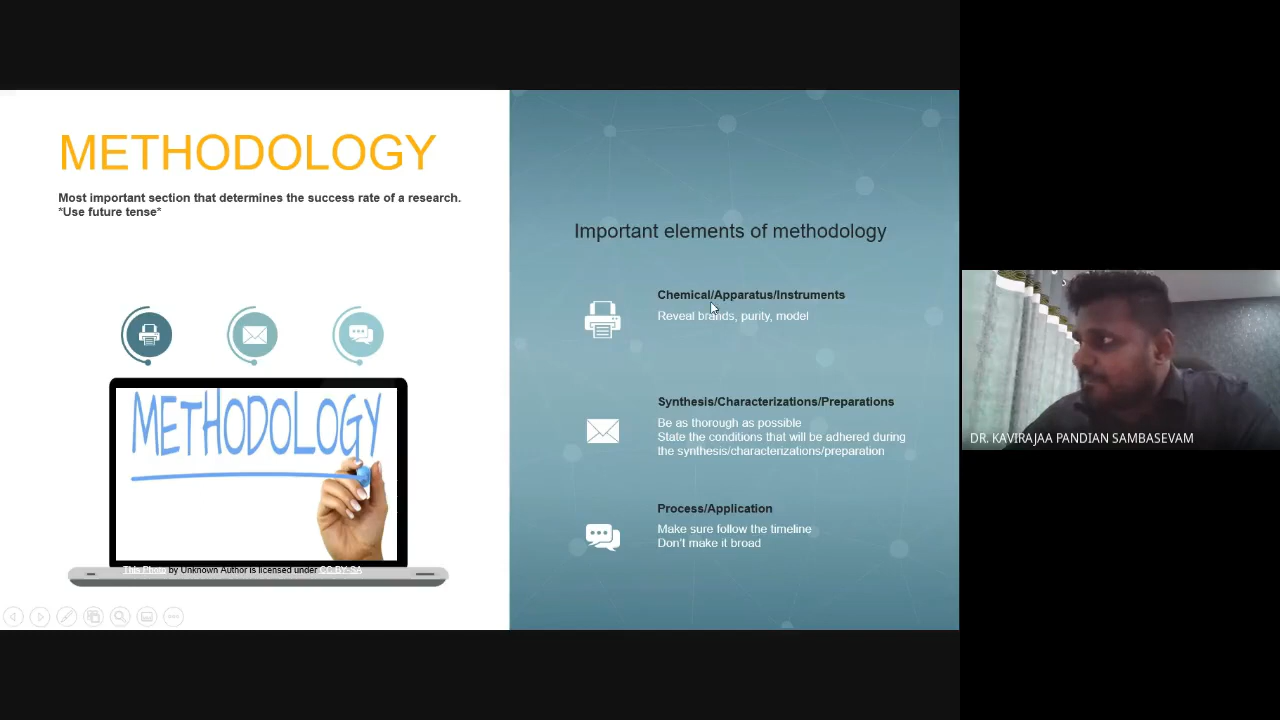 METHODOLOGY
Most important section that determines the success rate of a research.
*Use future tense*
METHODOLOGY
This Photo by Unknown Author is licensed under CC BY-SA
Important elements of methodology
Chemical/Apparatus/Instruments
Reveal brands, purity, model
Synthesis/Characterizations/Preparations
Be as thorough as possible
State the conditions that will be adhered during
the synthesis/characterizations/preparation
Process/Application
Make sure follow the timeline
Don't make it broad
DR. KAVIRAJAA PANDIAN SAMBASEVAM